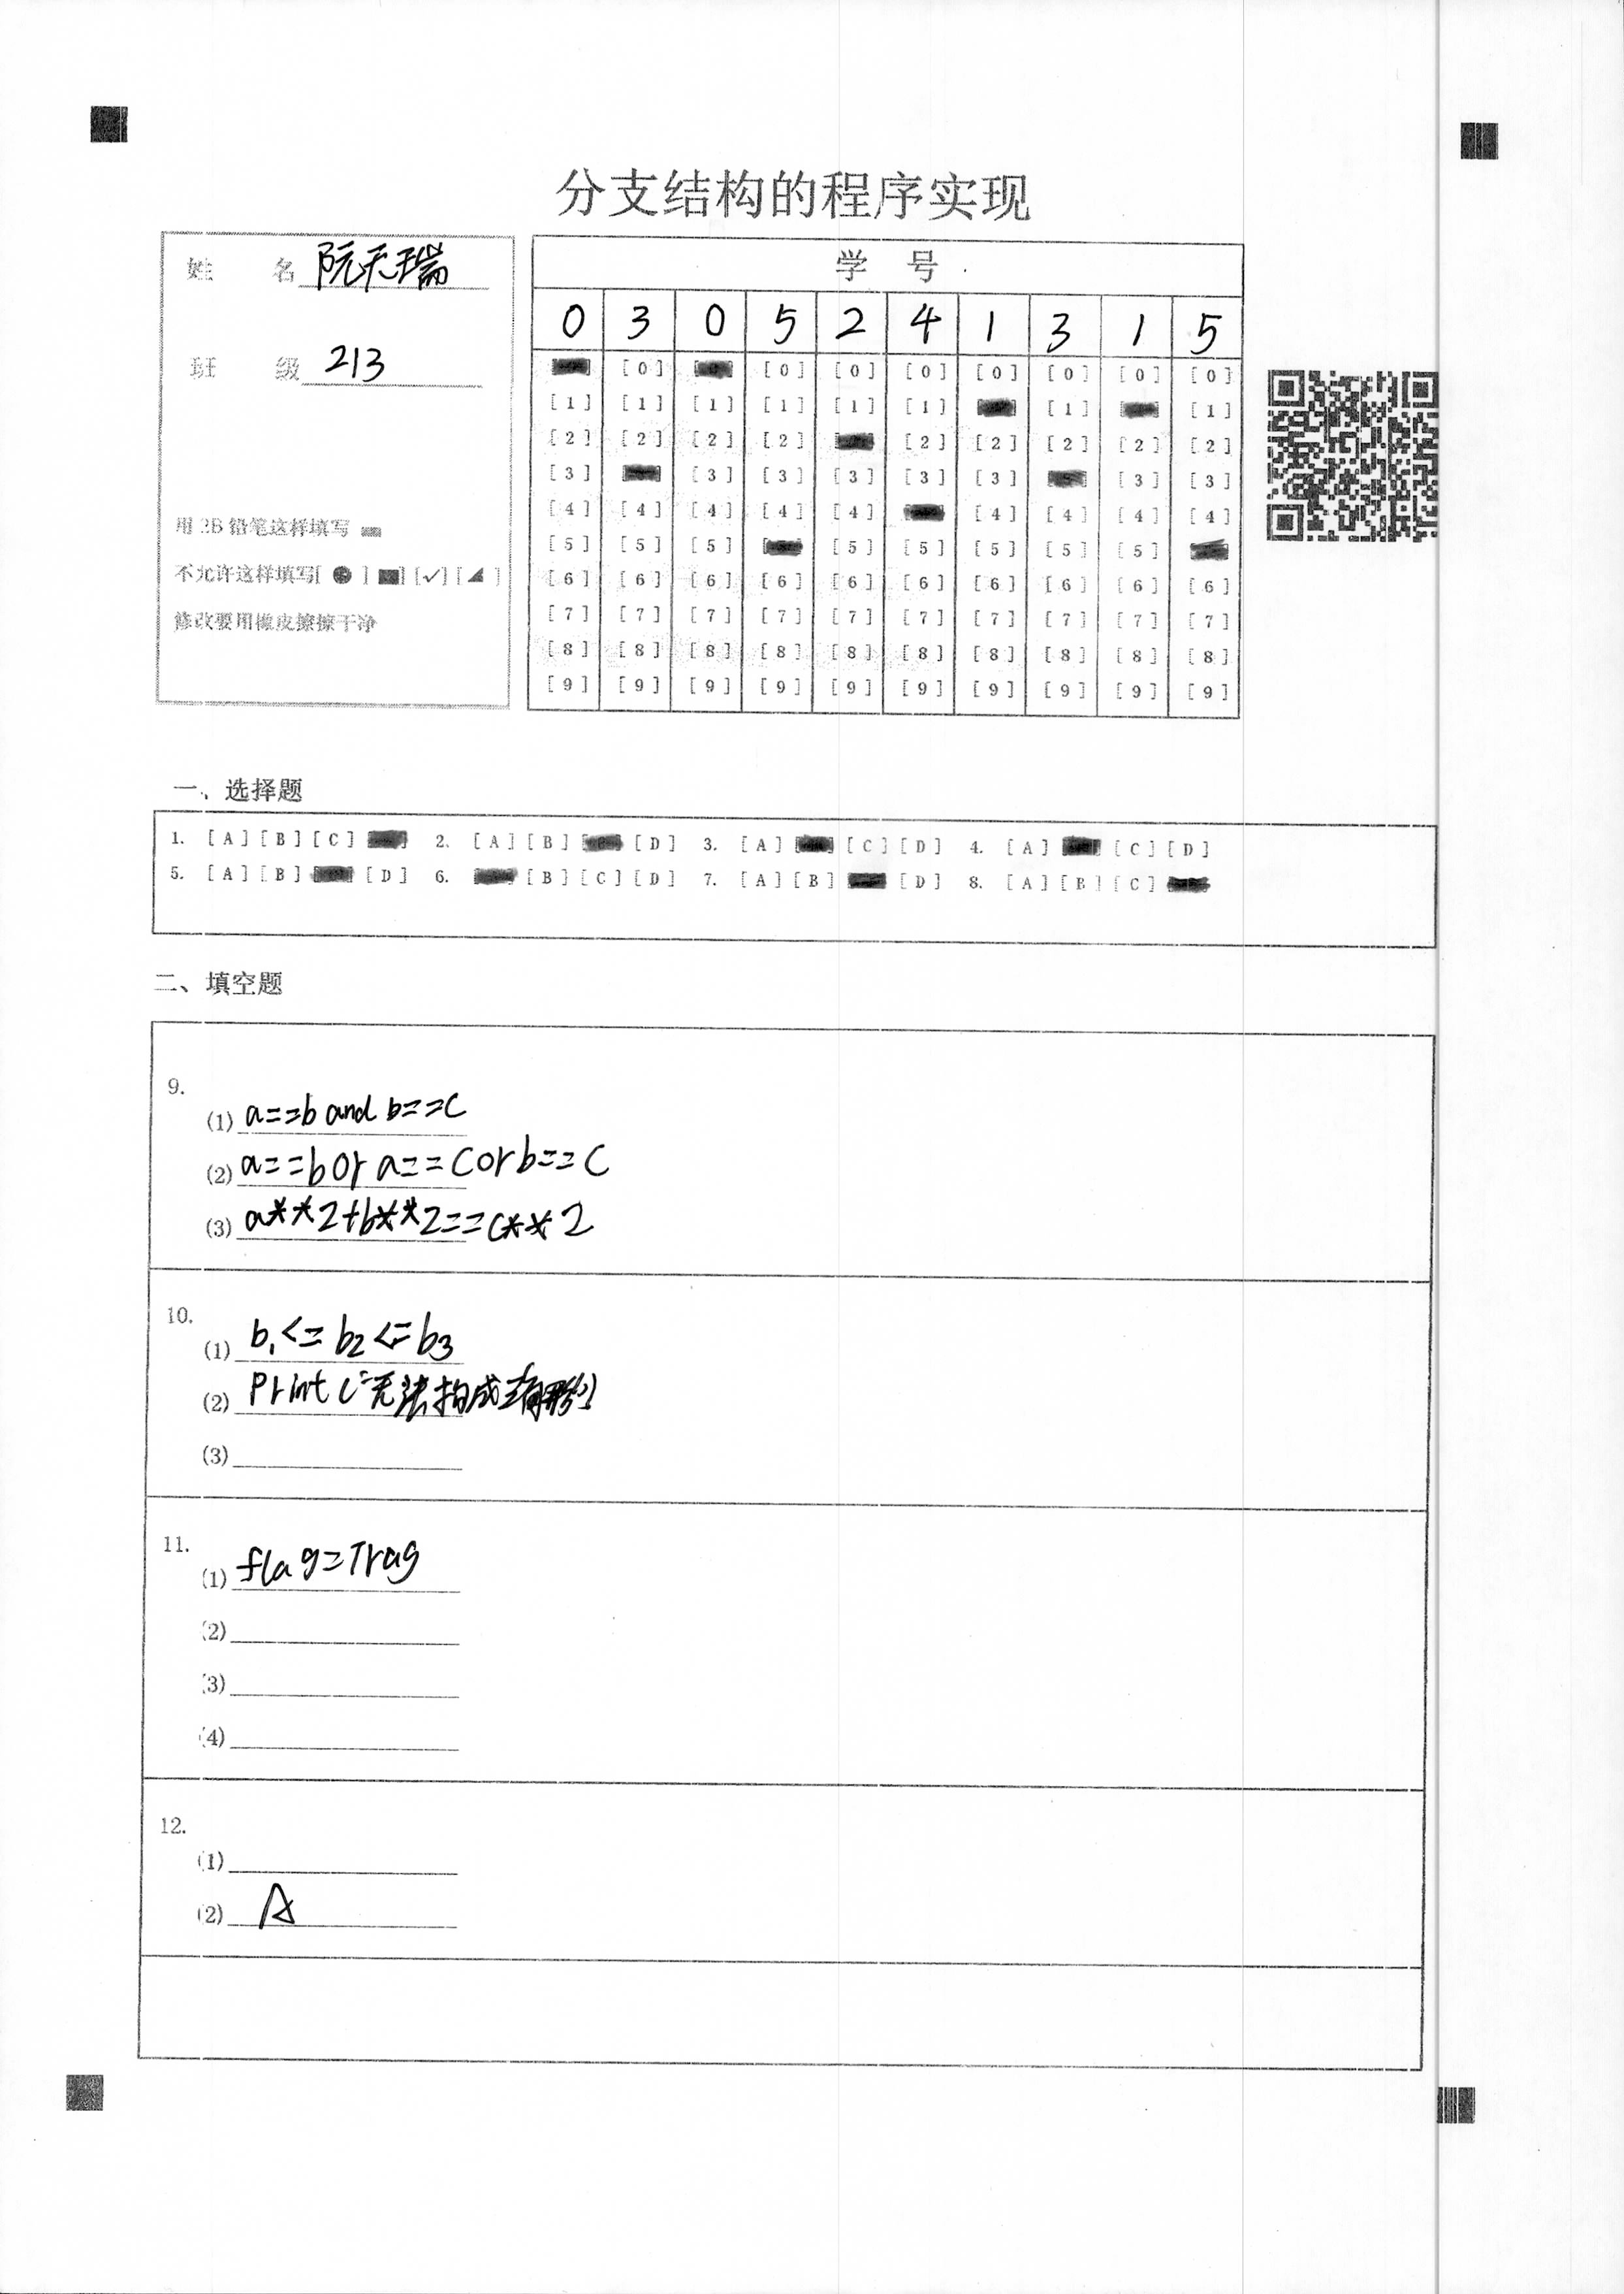 分支结构的程序实现
姓 名 阮天瑞
班 级 213
用 2B 铅笔这样填写
不允许这样填写[ ] [✓] [ ]
修改要用橡皮擦擦干净
学 号
0 3 0 5 2 4 1 3 1 5
[0] [0] [0] [0] [0] [0] [0]
[1] [1] [1] [1] [1] [1] [1] [1]
[2] [2] [2] [2] [2] [2] [2] [2] [2]
[3] [3] [3] [3] [3] [3] [3] [3]
[4] [4] [4] [4] [4] [4] [4] [4] [4]
[5] [5] [5] [5] [5] [5] [5] [5]
[6] [6] [6] [6] [6] [6] [6] [6] [6] [6]
[7] [7] [7] [7] [7] [7] [7] [7] [7] [7]
[8] [8] [8] [8] [8] [8] [8] [8] [8] [8]
[9] [9] [9] [9] [9] [9] [9] [9] [9] [9]
一、选择题
1. [A] [B] [C] 2. [A] [B] [D] 3. [A] [C] [D] 4. [A] [C] [D]
5. [A] [B] [D] 6. [B] [C] [D] 7. [A] [B] [D] 8. [A] [B] [C]
二、填空题
9.
(1) a==b and b==c
(2) a==b or a==c or b==c
(3) a**2+b**2==c**2
10.
(1) b1<=b2<=b3
(2) Print("无法构成三角形")
(3)
11.
(1) flag=Trag
(2)
(3)
(4)
12.
(1)
(2) A